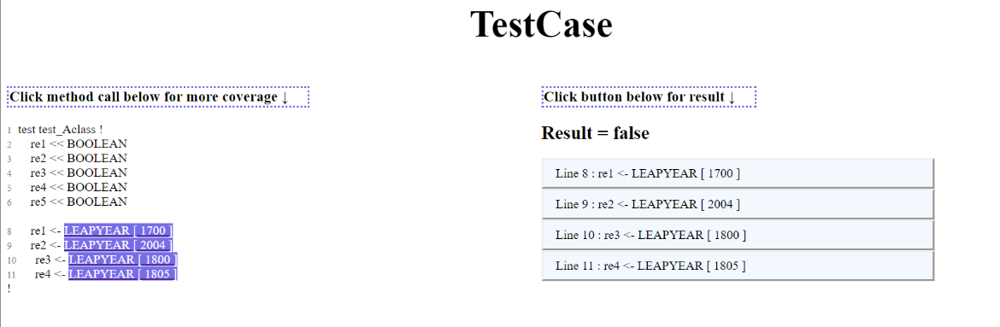 TestCase
Click method call below for more coverage ↓
1 test test_Aclass !
2 re1 << BOOLEAN
3 re2 << BOOLEAN
4 re3 << BOOLEAN
5 re4 << BOOLEAN
6 re5 << BOOLEAN
8 re1 <- LEAPYEAR [ 1700 ]
9 re2 <- LEAPYEAR [ 2004 ]
10 re3 <- LEAPYEAR [ 1800 ]
11 re4 <- LEAPYEAR [ 1805 ]
!
Click button below for result ↓
Result = false
Line 8 : re1 <- LEAPYEAR [ 1700 ]
Line 9 : re2 <- LEAPYEAR [ 2004 ]
Line 10 : re3 <- LEAPYEAR [ 1800 ]
Line 11 : re4 <- LEAPYEAR [ 1805 ]